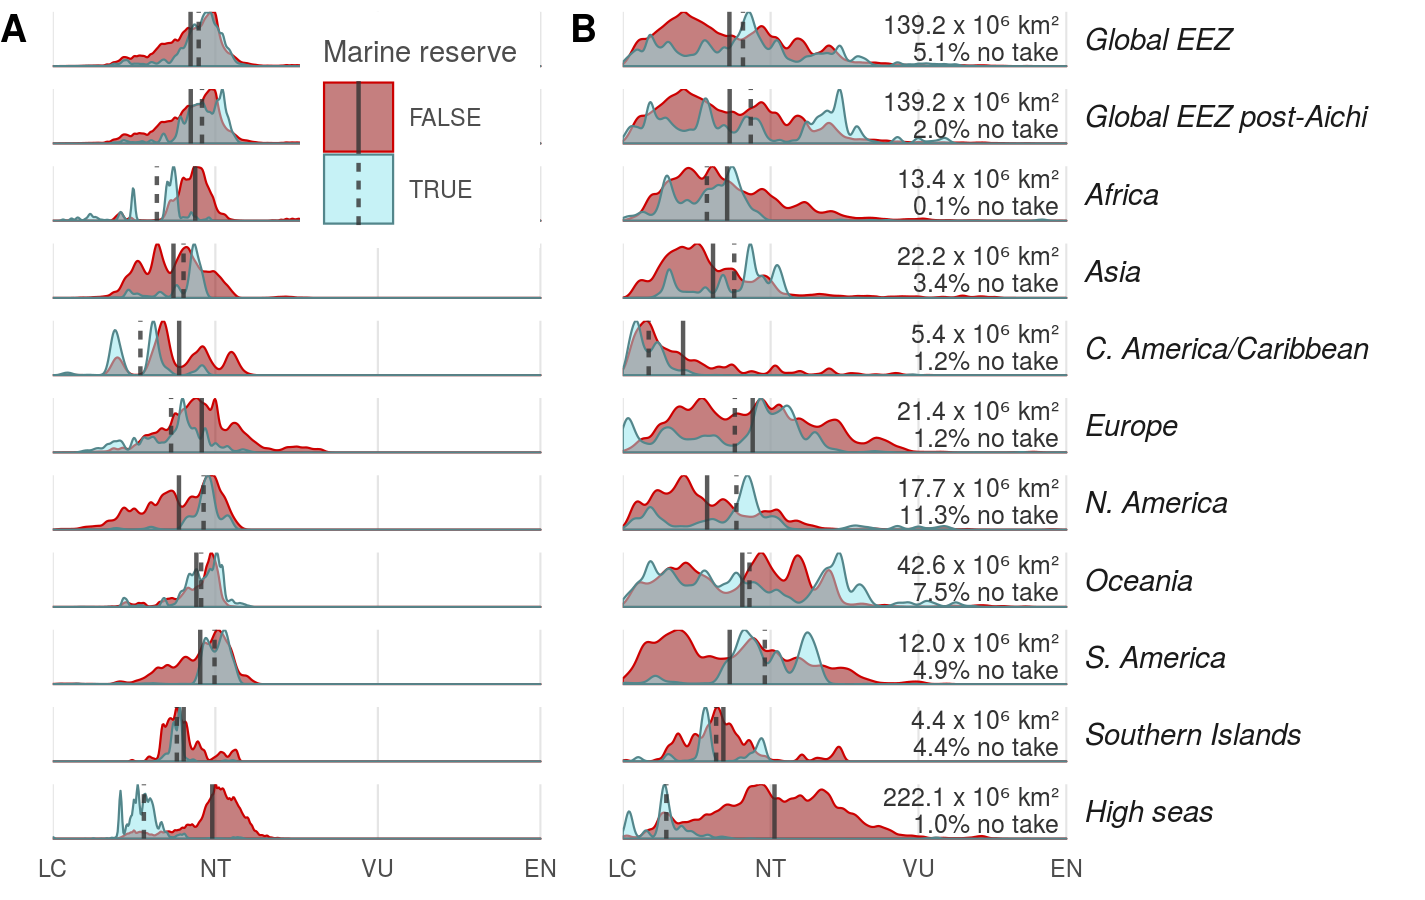 A
B
Marine reserve
FALSE
TRUE
139.2 x 10⁶ km²
5.1% no take
Global EEZ
139.2 x 10⁶ km²
2.0% no take
Global EEZ post-Aichi
13.4 x 10⁶ km²
0.1% no take
Africa
22.2 x 10⁶ km²
3.4% no take
Asia
5.4 x 10⁶ km²
1.2% no take
C. America/Caribbean
21.4 x 10⁶ km²
1.2% no take
Europe
17.7 x 10⁶ km²
11.3% no take
N. America
42.6 x 10⁶ km²
7.5% no take
Oceania
12.0 x 10⁶ km²
4.9% no take
S. America
4.4 x 10⁶ km²
4.4% no take
Southern Islands
222.1 x 10⁶ km²
1.0% no take
High seas
LC NT VU EN
LC NT VU EN